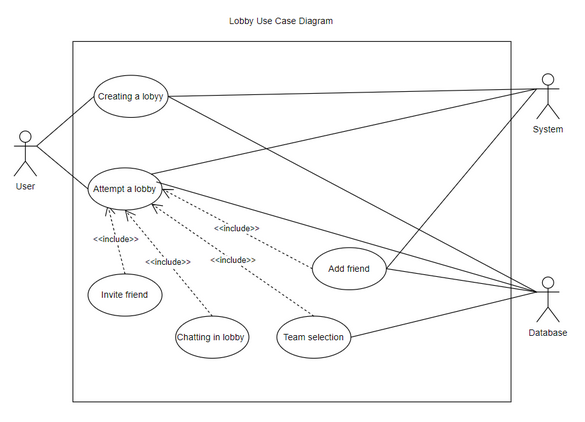 Lobby Use Case Diagram
Creating a lobyy
System
User
Attempt a lobby
<<include>>
<<include>>
<<include>>
<<include>>
Add friend
Invite friend
Chatting in lobby
Team selection
Database